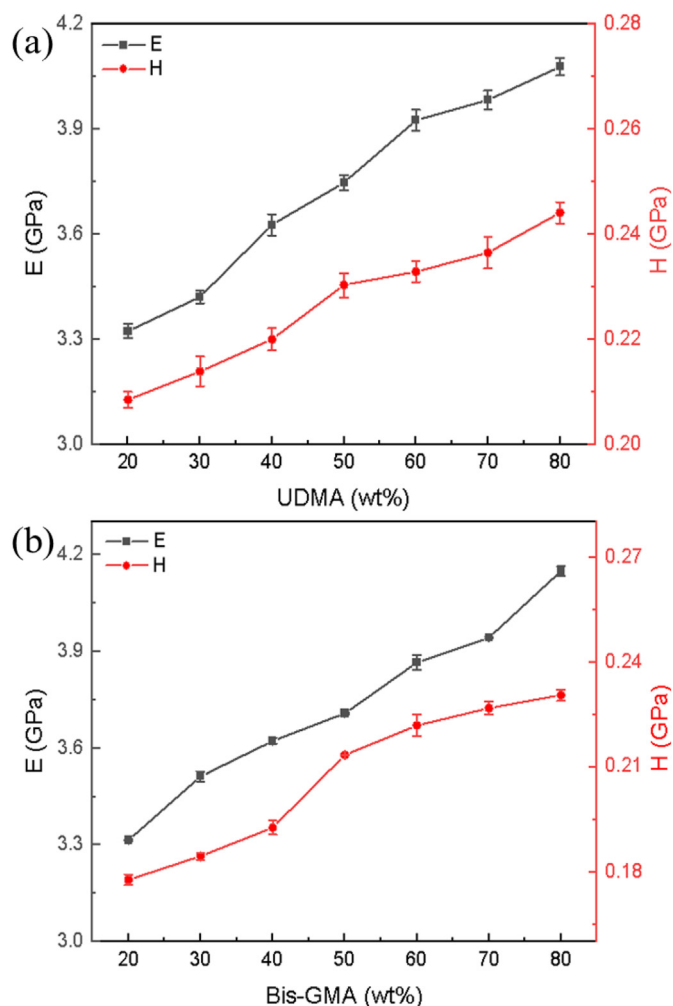 (a)
E
H
4.2
3.9
3.6
3.3
3.0
E (GPa)
0.28
0.26
0.24
0.22
0.20
H (GPa)
20 30 40 50 60 70 80
UDMA (wt%)
(b)
E
H
4.2
3.9
3.6
3.3
3.0
E (GPa)
0.27
0.24
0.21
0.18
H (GPa)
20 30 40 50 60 70 80
Bis-GMA (wt%)